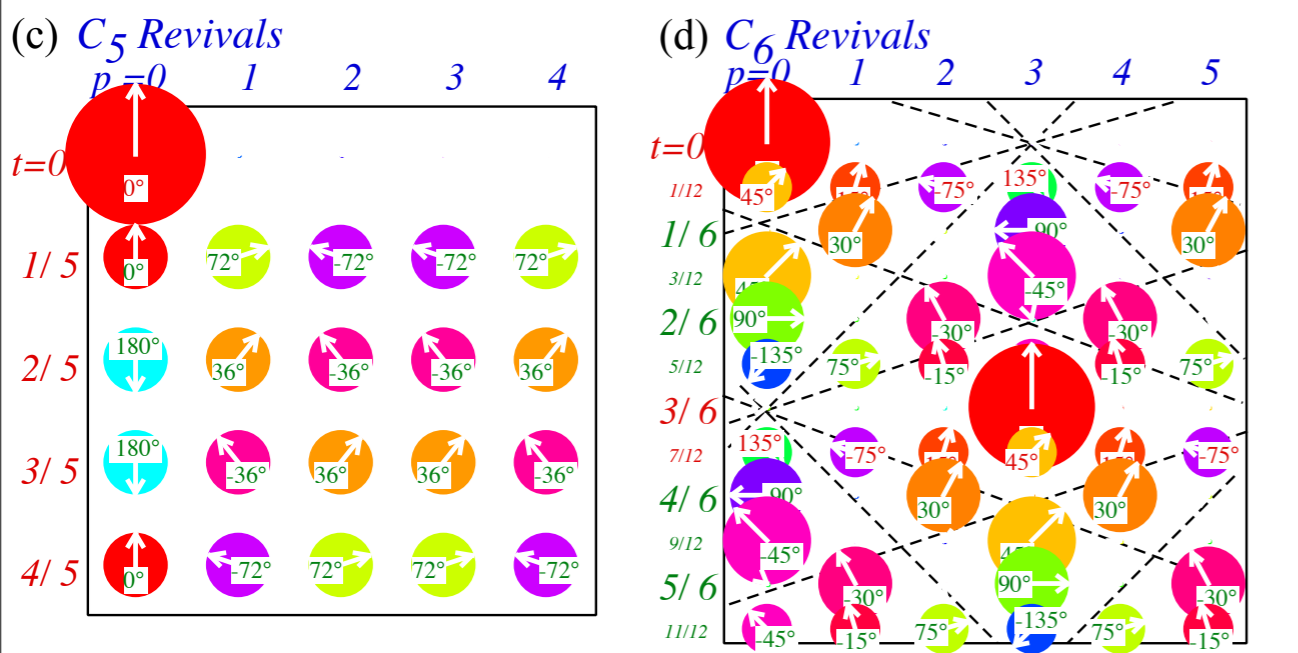 (c) C5 Revivals
p=0 1 2 3 4
t=0 0°
1/5 0° 72° -72° -72° 72°
2/5 180° 36° -36° -36° 36°
3/5 180° -36° 36° 36° -36°
4/5 0° -72° 72° 72° -72°
(d) C6 Revivals
p=0 1 2 3 4 5
t=0
1/12 45° -75° 135° -75°
1/6 30° 90° 30°
3/12 -45°
2/6 90° -30° -30°
5/12 -135° 75° -15° -15° 75°
3/6
7/12 135° -75° 45° -75°
4/6 90° 30° 30°
9/12 -45°
5/6 -30° 90° -30°
11/12 -45° -15° 75° -135° 75° -15°